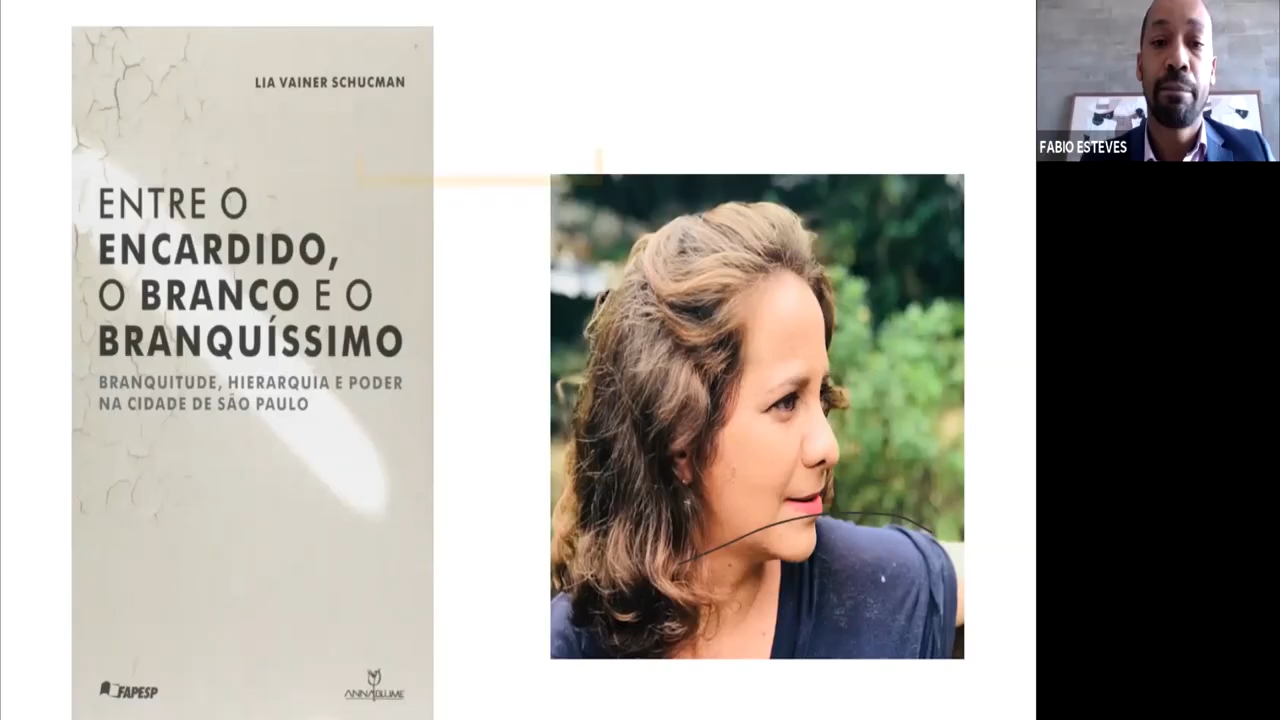 LIA VAINER SCHUCMAN
ENTRE O
ENCARDIDO,
O BRANCO E O
BRANQUÍSSIMO
BRANQUITUDE, HIERARQUIA E PODER
NA CIDADE DE SÃO PAULO
FAPESP
ANNABLUME
FABIO ESTEVES